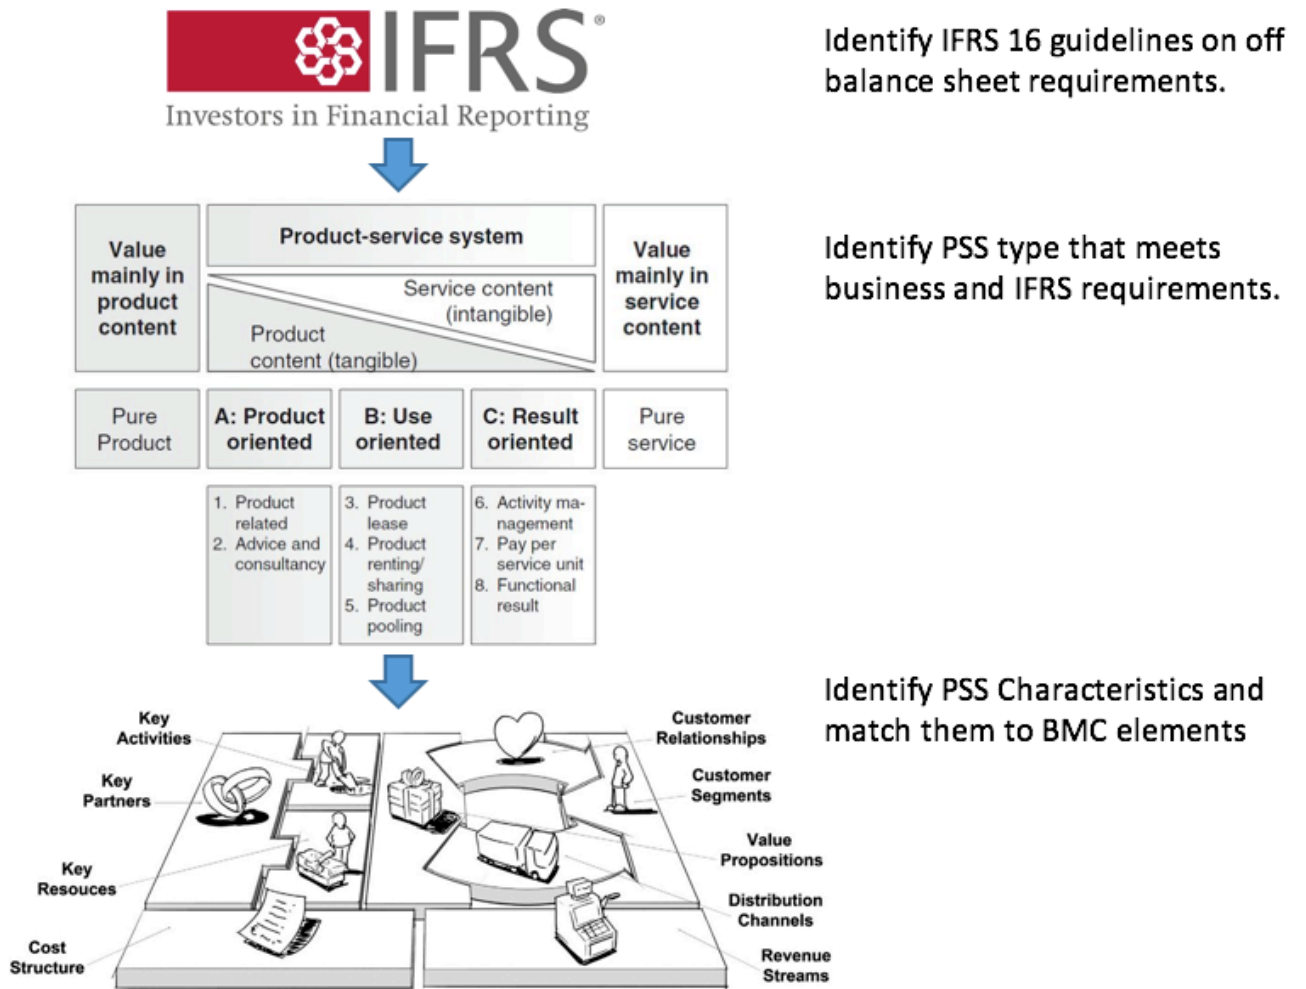 IFRS®
Investors in Financial Reporting
Identify IFRS 16 guidelines on off
balance sheet requirements.
Value
mainly in
product
content
Product-service system
Service content
(intangible)
Product
content (tangible)
Value
mainly in
service
content
Identify PSS type that meets
business and IFRS requirements.
Pure
Product
A: Product
oriented
B: Use
oriented
C: Result
oriented
Pure
service
1. Product
related
2. Advice and
consultancy
3. Product
lease
4. Product
renting/
sharing
5. Product
pooling
6. Activity ma-
nagement
7. Pay per
service unit
8. Functional
result
Identify PSS Characteristics and
match them to BMC elements
Key
Activities
Key
Partners
Key
Resouces
Cost
Structure
Customer
Relationships
Customer
Segments
Value
Propositions
Distribution
Channels
Revenue
Streams